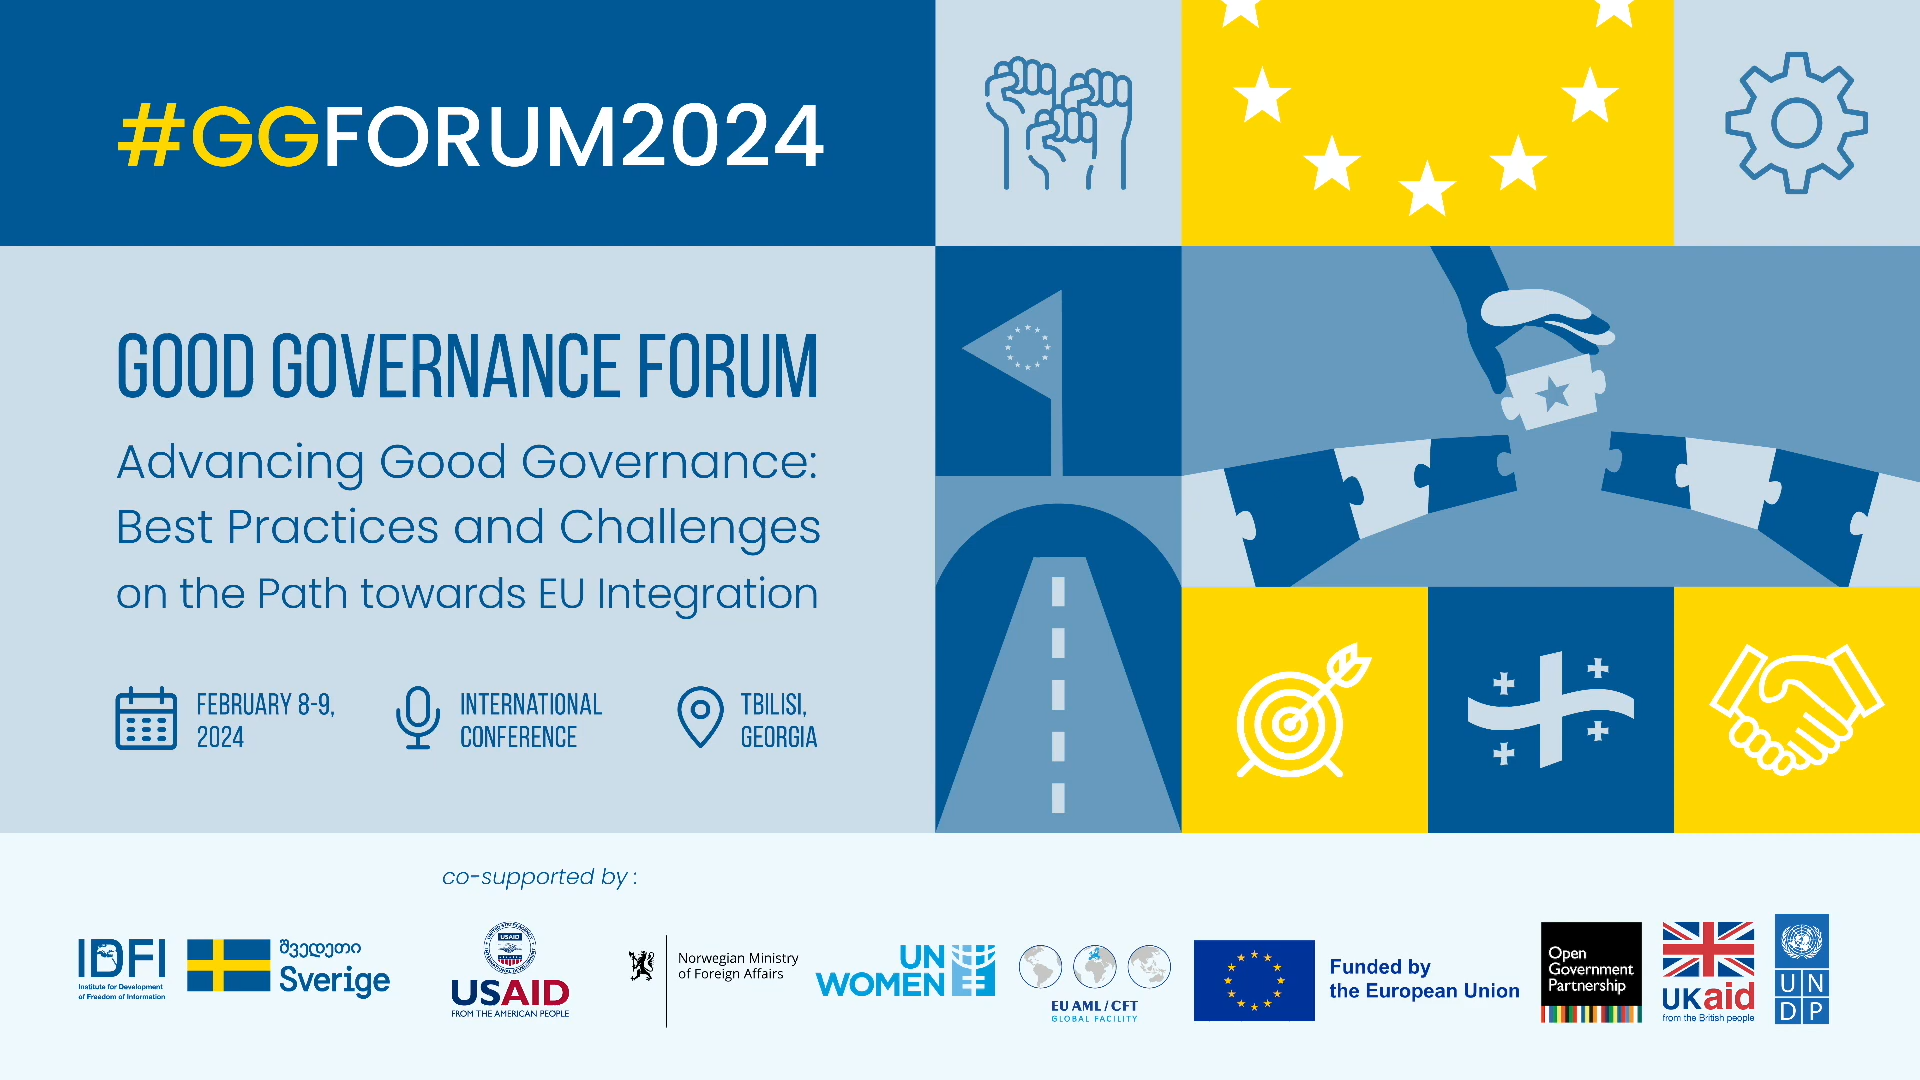 #GGFORUM2024
GOOD GOVERNANCE FORUM
Advancing Good Governance:
Best Practices and Challenges
on the Path towards EU Integration
FEBRUARY 8-9,
2024
INTERNATIONAL
CONFERENCE
TBILISI,
GEORGIA
co-supported by :
IDFI
Institute for Development
of Freedom of Information
შვედეთი
Sverige
USAID
USAID
FROM THE AMERICAN PEOPLE
Norwegian Ministry
of Foreign Affairs
UN
WOMEN
EU AML / CFT
GLOBAL FACILITY
Funded by
the European Union
Open
Government
Partnership
UKaid
from the British people
U N
D P